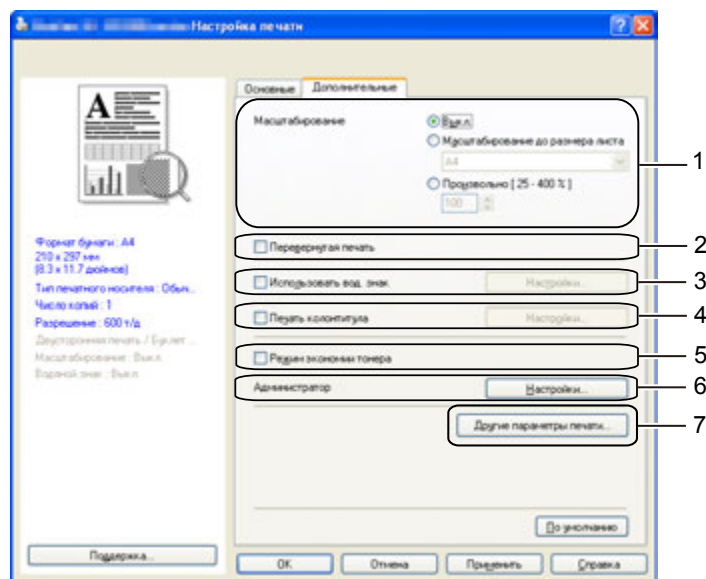 Настройка печати
Основные
Дополнительные
Масштабирование
Выкл
Масштабирование до размера листа
A4
Произвольно [ 25 - 400 % ]
100
1
Перевернутая печать
2
Использовать вод. знак
Настройки...
3
Печать колонтитула
Настройки...
4
Режим экономии тонера
5
Администратор
Настройки...
6
Другие параметры печати...
7
A
Формат бумаги : A4
210 x 297 мм
(8.3 x 11.7 дюймов)
Тип печатного носителя : Обыч...
Число копий : 1
Разрешение : 600 т/д
Двусторонняя печать / Буклет ...
Масштабирование : Выкл
Водяной знак : Выкл
По умолчанию
Поддержка...
OK
Отмена
Применить
Справка